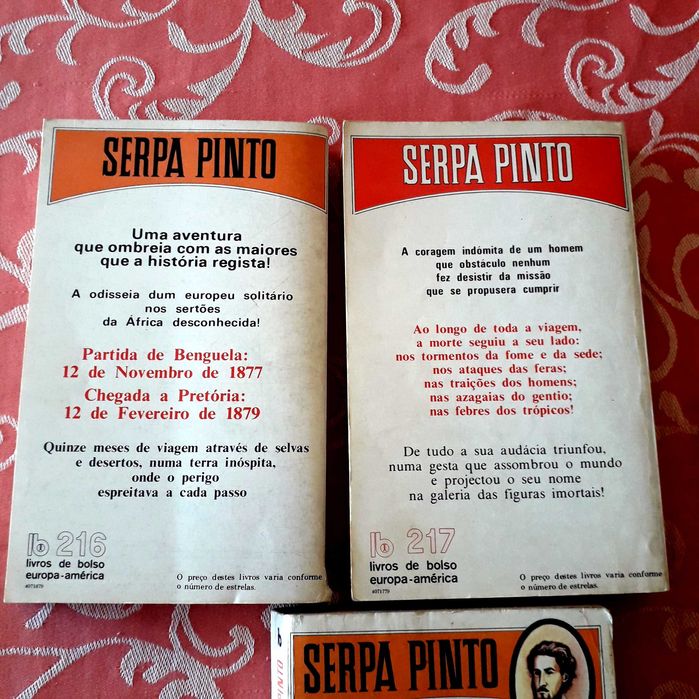 SERPA PINTO
Uma aventura
que ombreia com as maiores
que a história regista!
A odisseia dum europeu solitário
nos sertões
da África desconhecida!
Partida de Benguela:
12 de Novembro de 1877
Chegada a Pretória:
12 de Fevereiro de 1879
Quinze meses de viagem através de selvas
e desertos, numa terra inóspita,
onde o perigo
espreitava a cada passo
lb 216
livros de bolso
europa-américa
O preço destes livros varia conforme
o número de estrelas.
SERPA PINTO
A coragem indómita de um homem
que obstáculo nenhum
fez desistir da missão
que se propusera cumprir
Ao longo de toda a viagem,
a morte seguiu a seu lado:
nos tormentos da fome e da sede;
nos ataques das feras;
nas traições dos homens;
nas azagaias do gentio;
nas febres dos trópicos!
De tudo a sua audácia triunfou,
numa gesta que assombrou o mundo
e projectou o seu nome
na galeria das figuras imortais!
lb 217
livros de bolso
europa-américa
O preço destes livros varia conforme
o número de estrelas.
SERPA PINTO